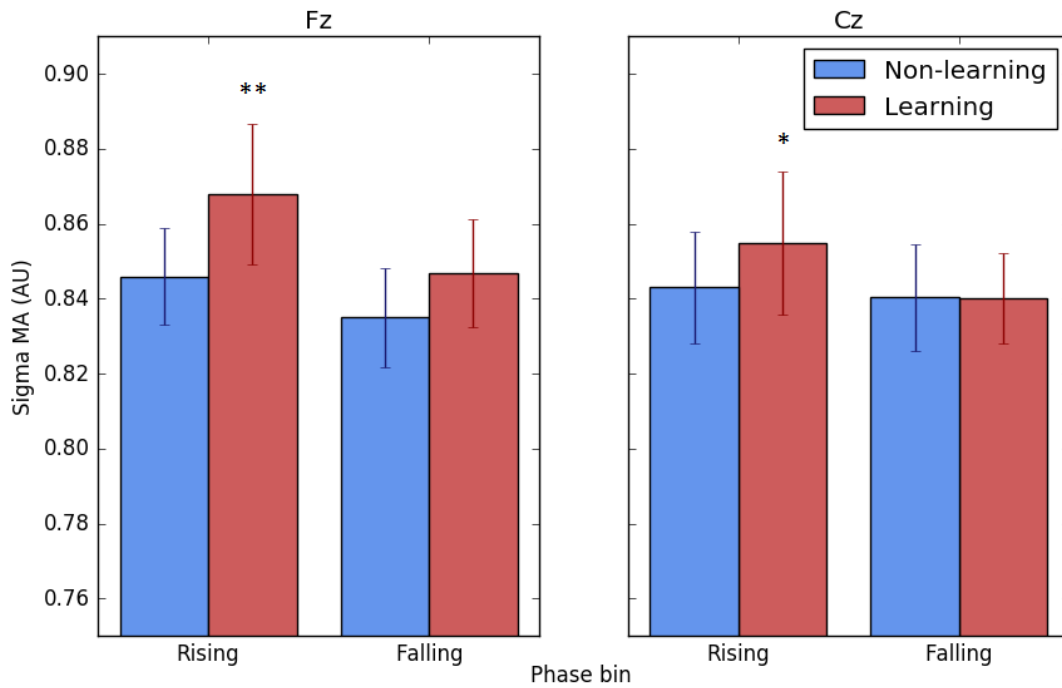 Fz
Cz
Non-learning
Learning
**
*
Sigma MA (AU)
0.90
0.88
0.86
0.84
0.82
0.80
0.78
0.76
Rising
Falling
Rising
Falling
Phase bin